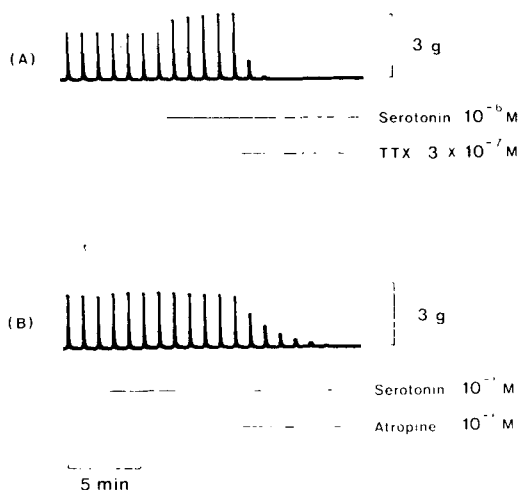 (A)
3 g
Serotonin 10⁻⁶ M
TTX 3 x 10⁻⁷ M
(B)
3 g
Serotonin M
Atropine M
5 min